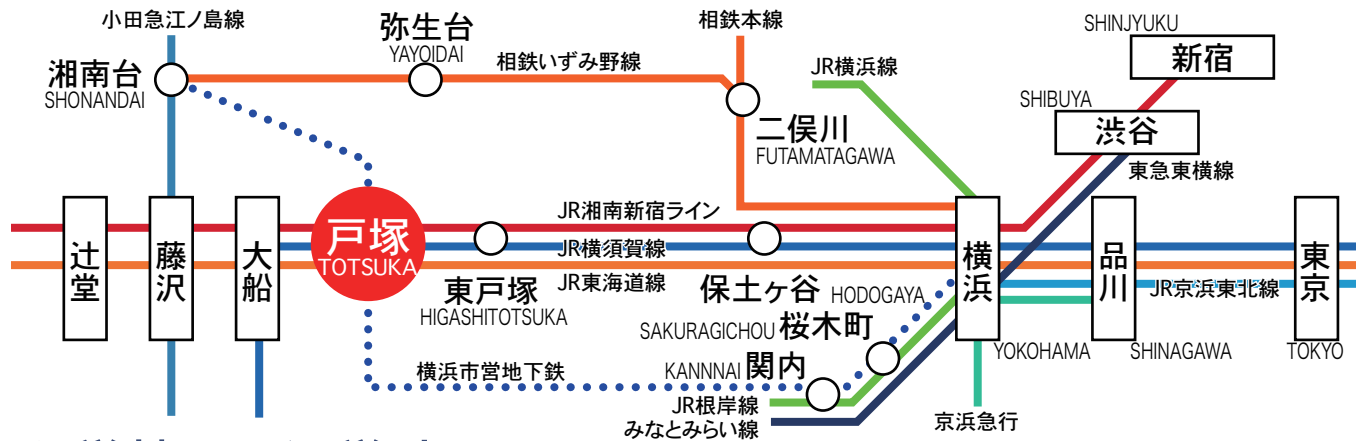 小田急江ノ島線
弥生台
YAYOIDAI
相鉄いずみ野線
相鉄本線
SHINJYUKU
新宿
湘南台
SHONANDAI
JR横浜線
SHIBUYA
渋谷
二俣川
FUTAMATAGAWA
東急東横線
辻堂
藤沢
大船
戸塚
TOTSUKA
JR湘南新宿ライン
JR横須賀線
JR東海道線
横浜
品川
東京
JR京浜東北線
東戸塚
HIGASHITOTSUKA
保土ヶ谷
HODOGAYA
SAKURAGICHOU
桜木町
YOKOHAMA
SHINAGAWA
TOKYO
KANNNAI
関内
横浜市営地下鉄
JR根岸線
みなとみらい線
京浜急行